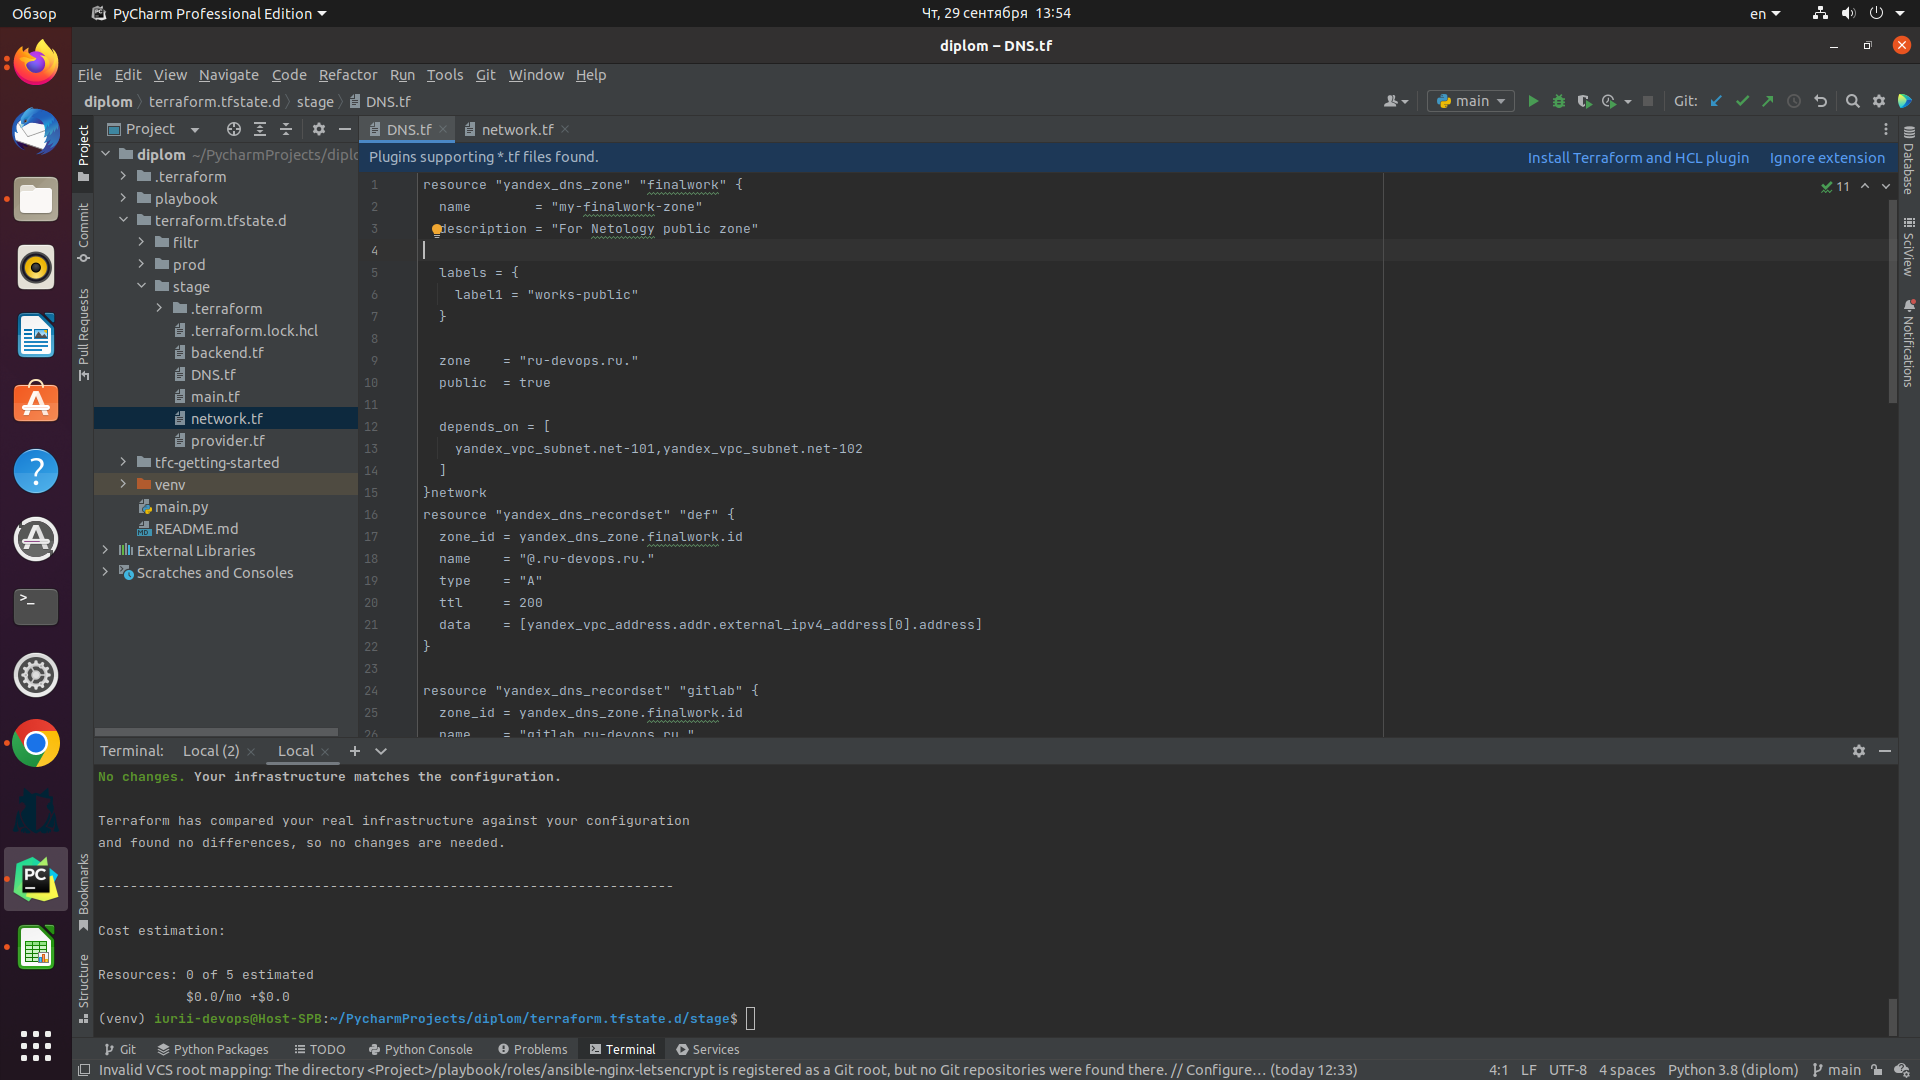 Обзор
PyCharm Professional Edition
Чт, 29 сентября 13:54
en
diplom – DNS.tf
File Edit View Navigate Code Refactor Run Tools Git Window Help
diplom terraform.tfstate.d stage DNS.tf
main
Git:
Project
DNS.tf
network.tf
Plugins supporting *.tf files found.
Install Terraform and HCL plugin
Ignore extension
Project
Commit
Pull Requests
Bookmarks
Structure
diplom ~/PycharmProjects/diplo
.terraform
playbook
terraform.tfstate.d
filtr
prod
stage
.terraform
.terraform.lock.hcl
backend.tf
DNS.tf
main.tf
network.tf
provider.tf
tfc-getting-started
venv
main.py
README.md
External Libraries
Scratches and Consoles
11
1 resource "yandex_dns_zone" "finalwork" {
2 name = "my-finalwork-zone"
3 description = "For Netology public zone"
4
5 labels = {
6 label1 = "works-public"
7 }
8
9 zone = "ru-devops.ru."
10 public = true
11
12 depends_on = [
13 yandex_vpc_subnet.net-101,yandex_vpc_subnet.net-102
14 ]
15 }network
16 resource "yandex_dns_recordset" "def" {
17 zone_id = yandex_dns_zone.finalwork.id
18 name = "@.ru-devops.ru."
19 type = "A"
20 ttl = 200
21 data = [yandex_vpc_address.addr.external_ipv4_address[0].address]
22 }
23
24 resource "yandex_dns_recordset" "gitlab" {
25 zone_id = yandex_dns_zone.finalwork.id
26 name = "gitlab.ru-devops.ru."
Database
SciView
Notifications
Terminal: Local (2) Local
No changes. Your infrastructure matches the configuration.
Terraform has compared your real infrastructure against your configuration
and found no differences, so no changes are needed.
------------------------------------------------------------------------
Cost estimation:
Resources: 0 of 5 estimated
$0.0/mo +$0.0
(venv) iurii-devops@Host-SPB:~/PycharmProjects/diplom/terraform.tfstate.d/stage$
Git Python Packages TODO Python Console Problems Terminal Services
Invalid VCS root mapping: The directory <Project>/playbook/roles/ansible-nginx-letsencrypt is registered as a Git root, but no Git repositories were found there. // Configure… (today 12:33)
4:1 LF UTF-8 4 spaces Python 3.8 (diplom) main